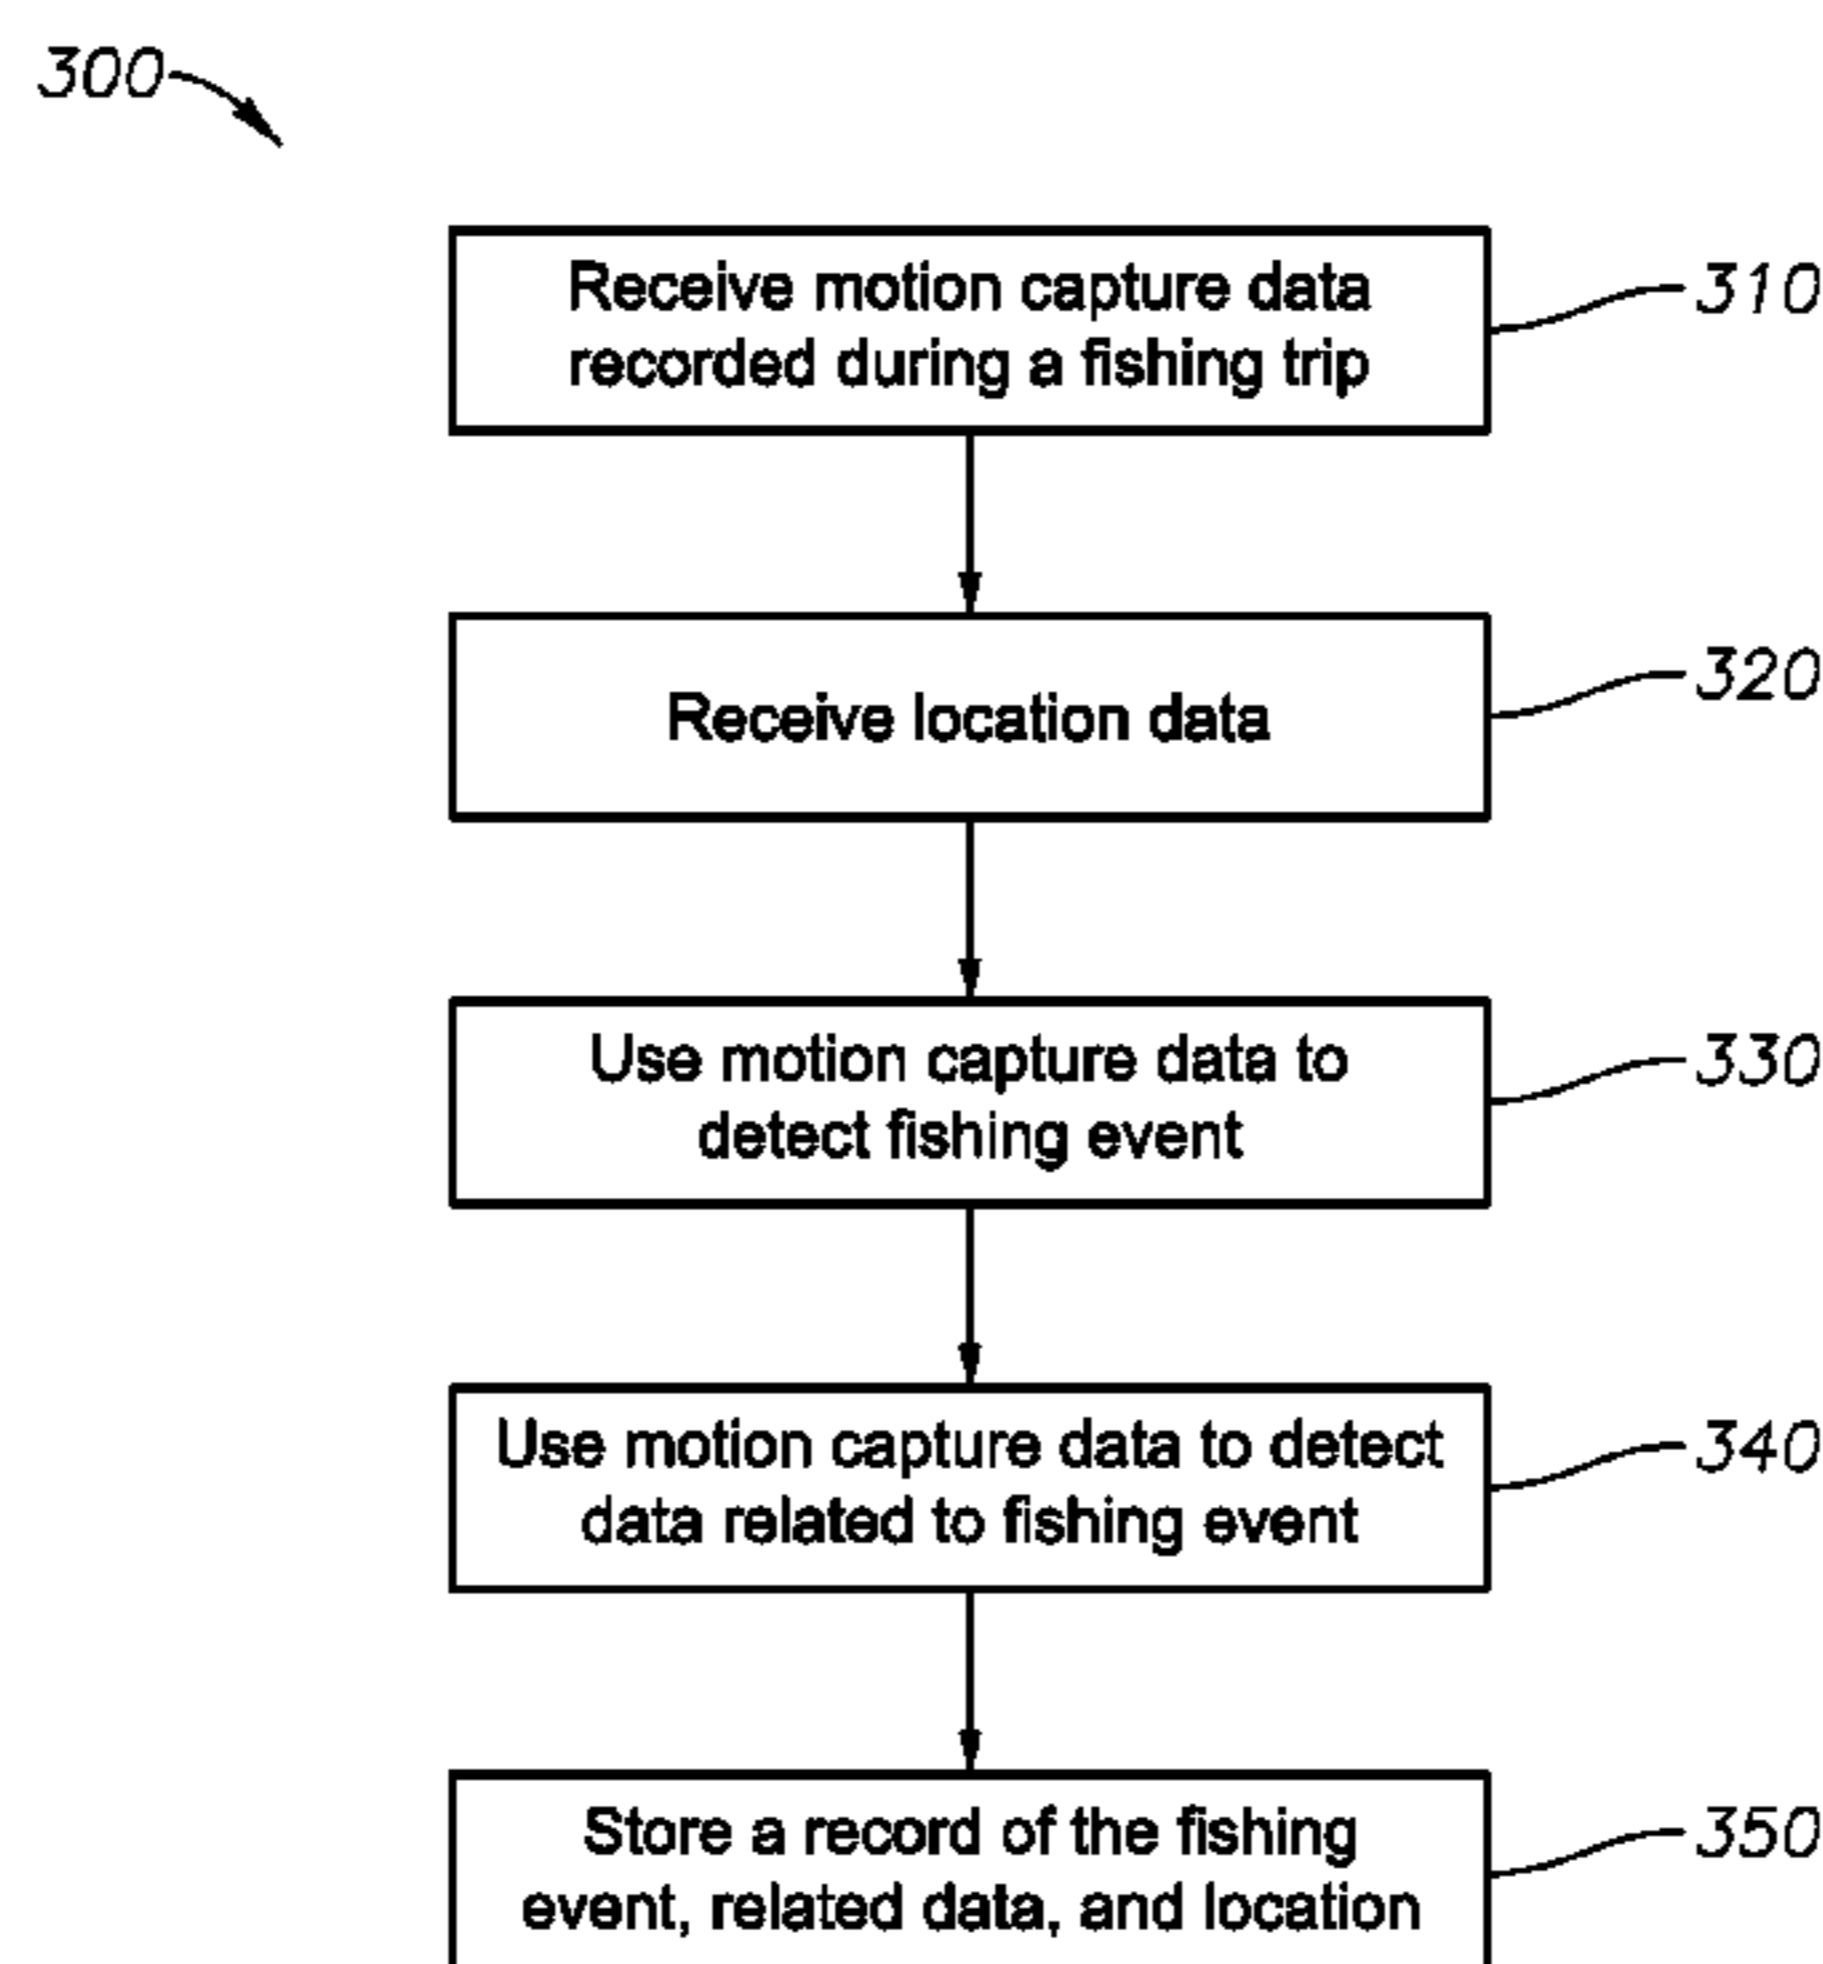 300
Receive motion capture data
recorded during a fishing trip
310
Receive location data
320
Use motion capture data to
detect fishing event
330
Use motion capture data to detect
data related to fishing event
340
Store a record of the fishing
event, related data, and location
350